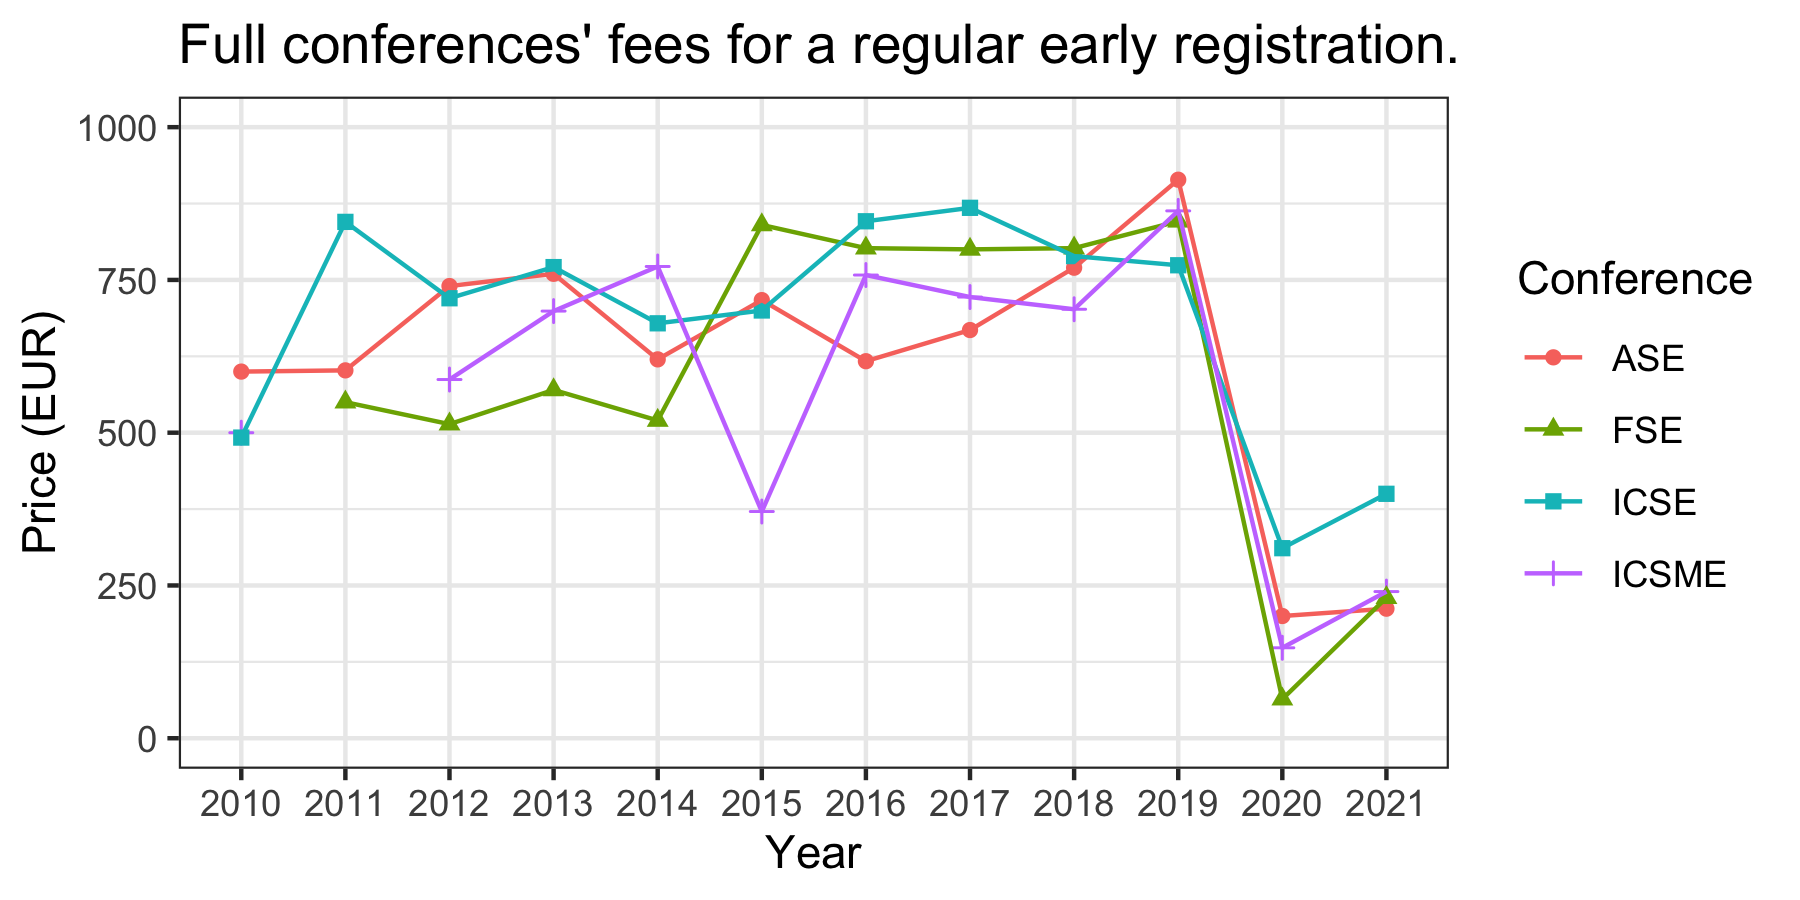 Full conferences' fees for a regular early registration.
1000
750
500
250
0
Price (EUR)
2010 2011 2012 2013 2014 2015 2016 2017 2018 2019 2020 2021
Year
Conference
ASE
FSE
ICSE
ICSME